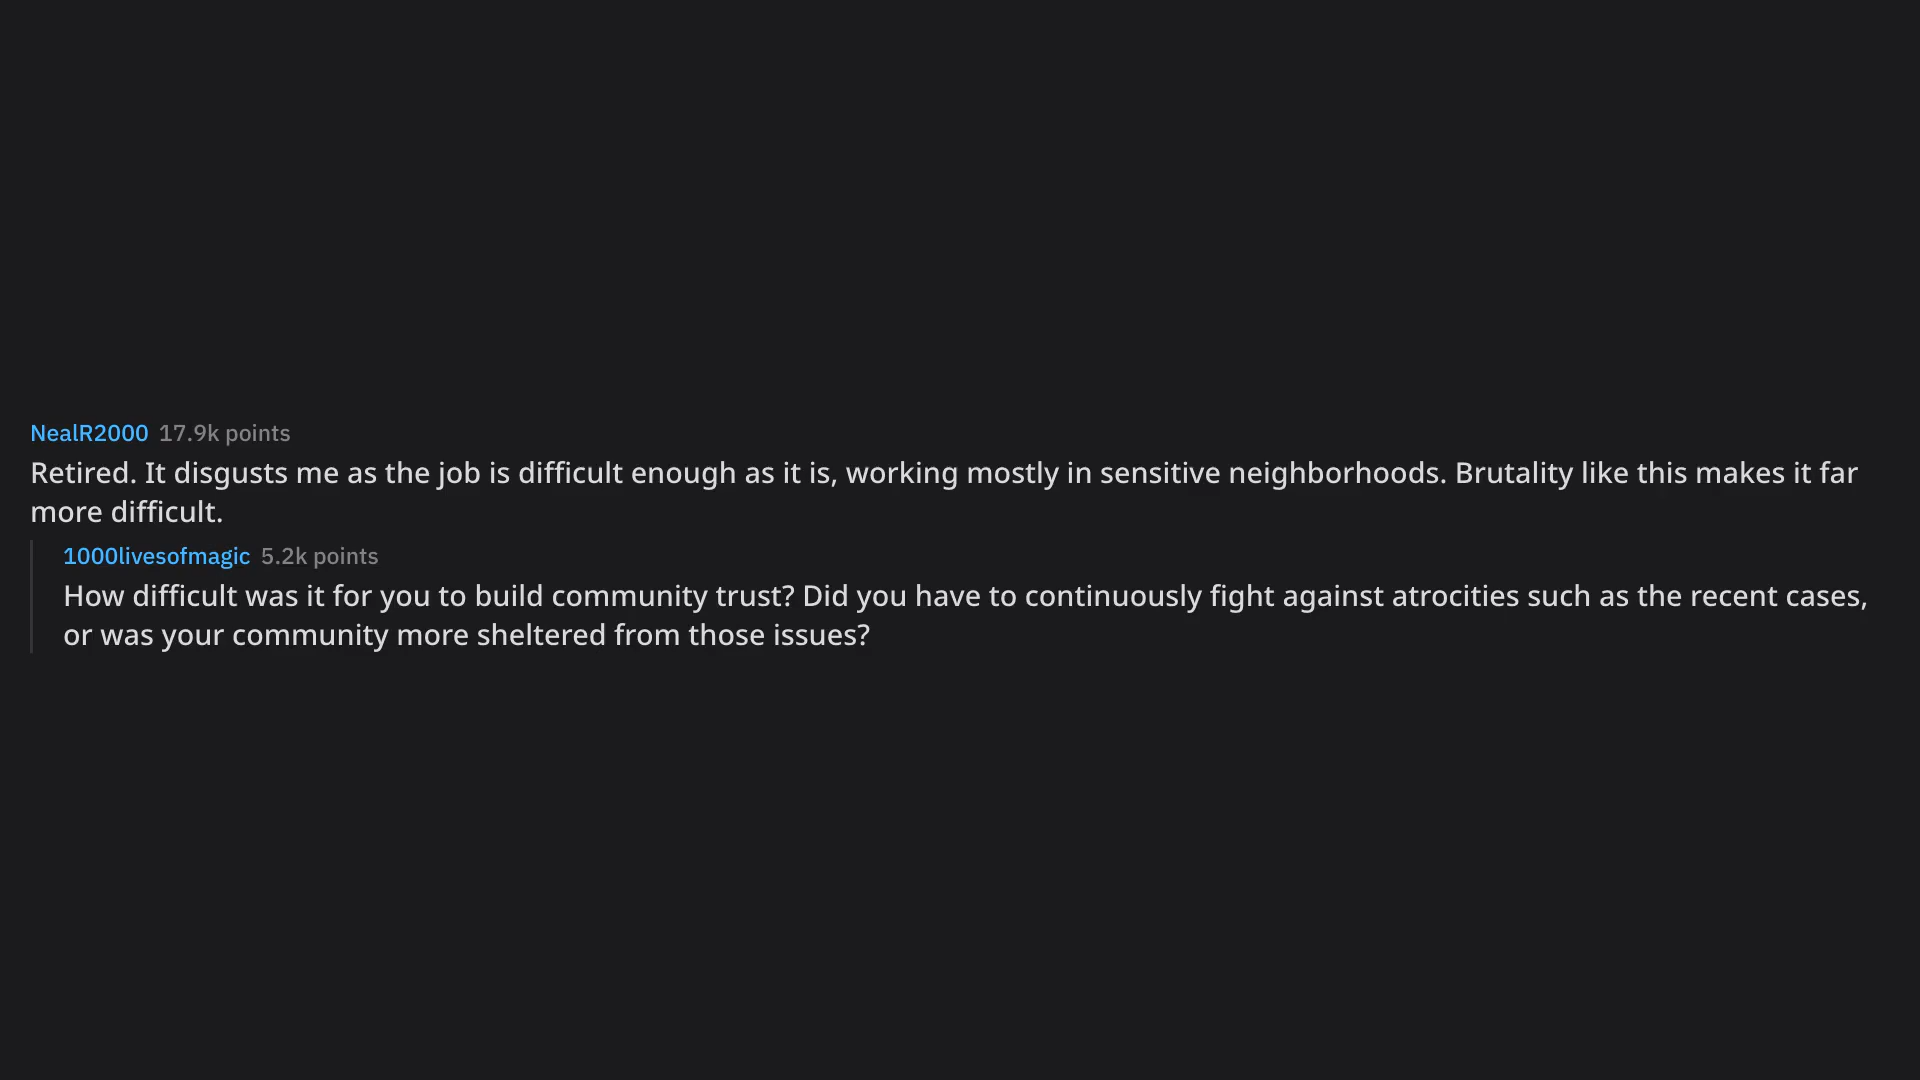 NealR2000 17.9k points
Retired. It disgusts me as the job is difficult enough as it is, working mostly in sensitive neighborhoods. Brutality like this makes it far
more difficult.
1000livesofmagic 5.2k points
How difficult was it for you to build community trust? Did you have to continuously fight against atrocities such as the recent cases,
or was your community more sheltered from those issues?